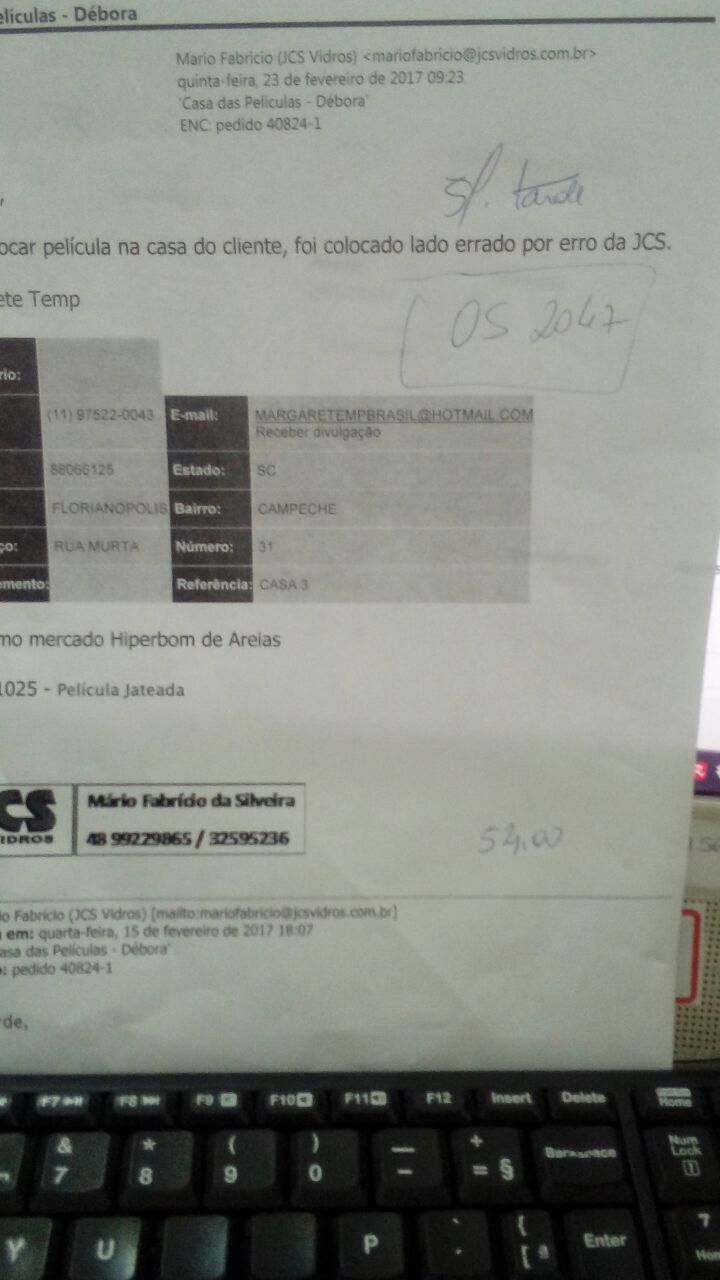 elículas - Débora
Mario Fabricio (JCS Vidros) <mariofabricio@jcsvidros.com.br>
quinta-feira, 23 de fevereiro de 2017 09:23
'Casa das Películas - Débora'
ENC: pedido 40824-1
tarde
ocar película na casa do cliente, foi colocado lado errado por erro da JCS.
ete Temp
OS 2047
rio:
(11) 97522-0043 E-mail: MARGARETEMPBRASIL@HOTMAIL.COM
Receber divulgação
88066125 Estado: SC
FLORIANOPOLIS Bairro: CAMPECHE
ço: RUA MURTA Número: 31
emento: Referência: CASA 3
mo mercado Hiperbom de Areias
1025 - Película Jateada
CS
IDROS
Mário Fabrício da Silveira
48 99229865 / 32595236
54,00
io Fabricio (JCS Vidros) [mailto:mariofabricio@jcsvidros.com.br]
em: quarta-feira, 15 de fevereiro de 2017 18:07
asa das Películas - Débora'
: pedido 40824-1
rde,
F7 F8 F9 F10 F11 F12 Insert Delete Home
& * ( ) — +
7 8 9 0 - = § Backspace Num Lock 1
Y U P ` { [ ª Enter 7